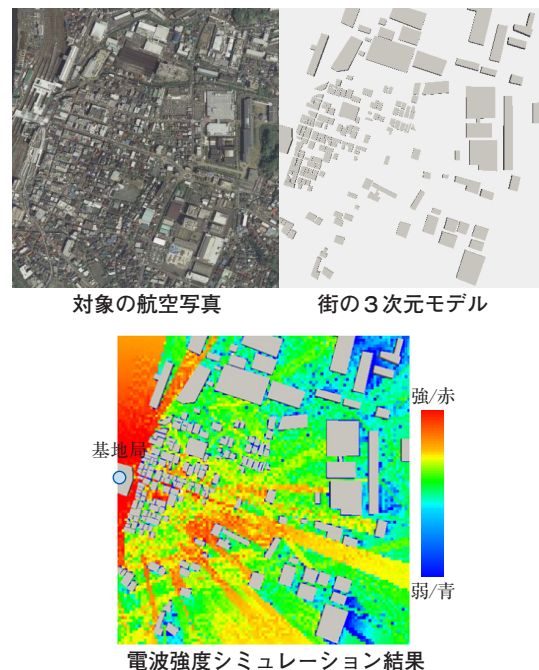 対象の航空写真
街の3次元モデル
強/赤
基地局
弱/青
電波強度シミュレーション結果